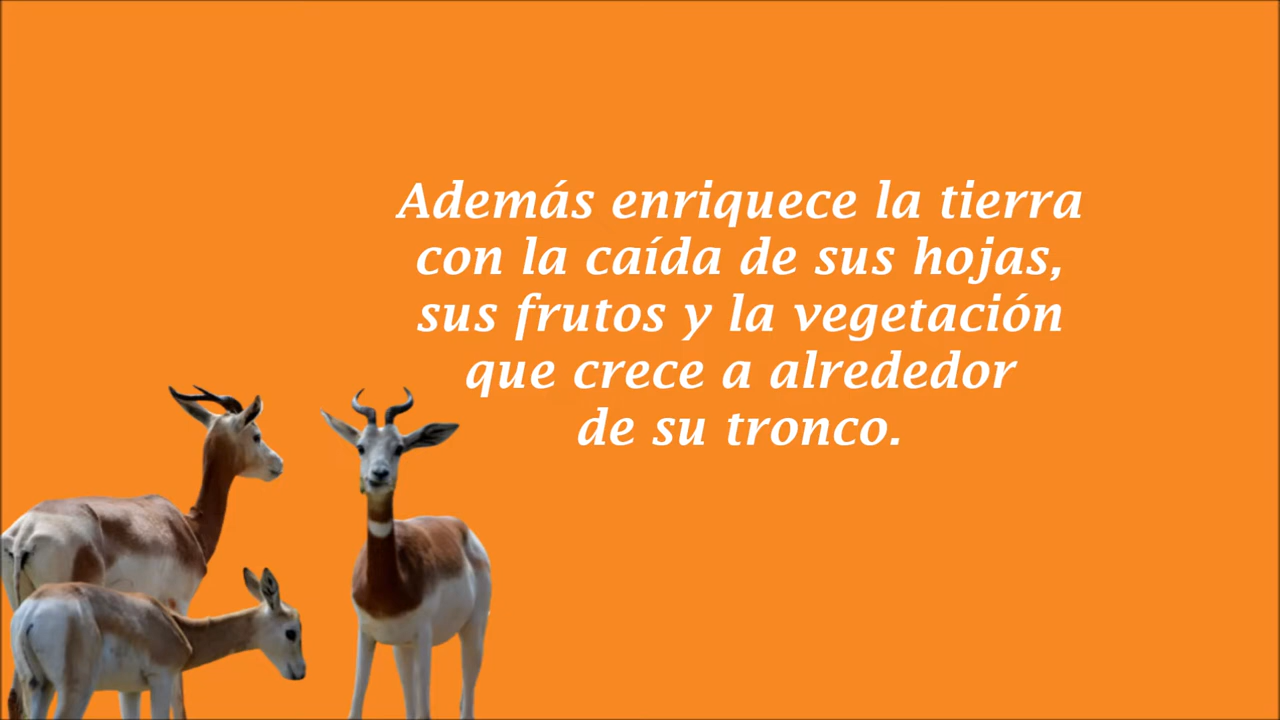 Además enriquece la tierra
con la caída de sus hojas,
sus frutos y la vegetación
que crece a alrededor
de su tronco.